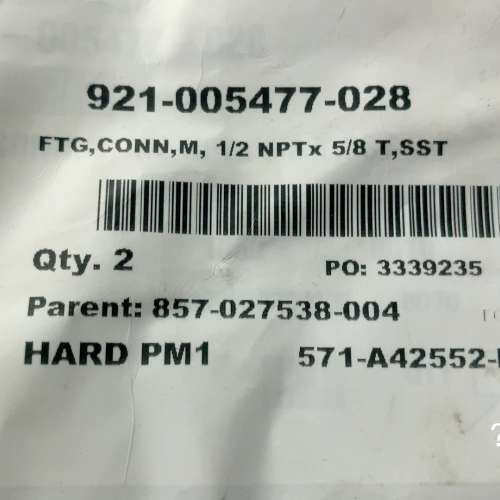 921-005477-028
FTG,CONN,M, 1/2 NPTx 5/8 T,SST
Qty. 2
PO: 3339235
Parent: 857-027538-004
HARD PM1
571-A42552-